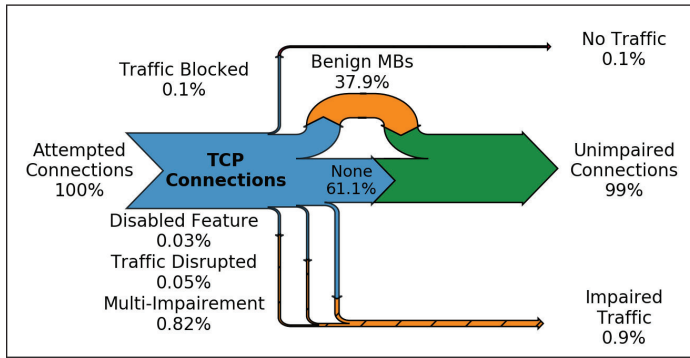 No Traffic
0.1%
Traffic Blocked
0.1%
Benign MBs
37.9%
Attempted
Connections
100%
TCP
Connections
None
61.1%
Unimpaired
Connections
99%
Disabled Feature
0.03%
Traffic Disrupted
0.05%
Multi-Impairement
0.82%
Impaired
Traffic
0.9%